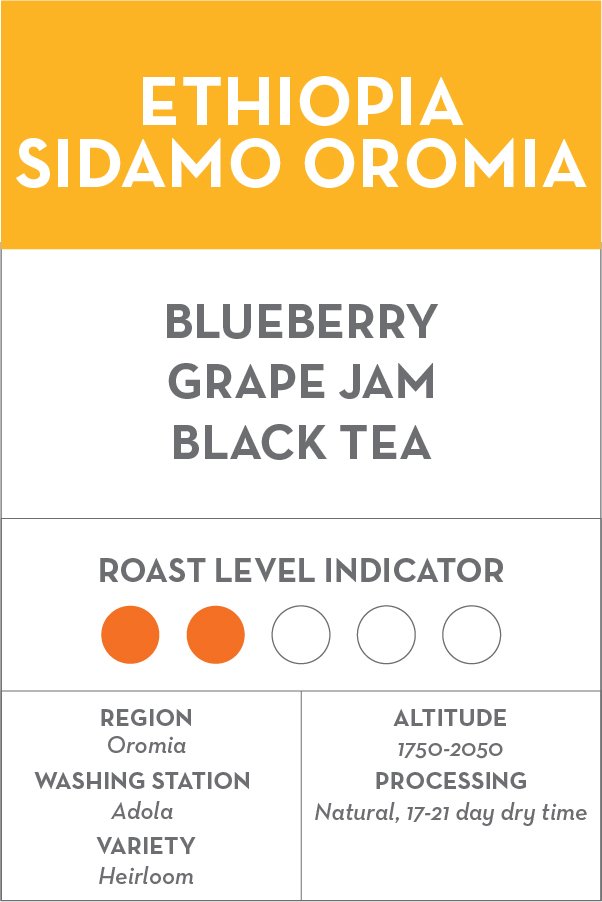 ETHIOPIA
SIDAMO OROMIA
BLUEBERRY
GRAPE JAM
BLACK TEA
ROAST LEVEL INDICATOR
REGION
Oromia
WASHING STATION
Adola
VARIETY
Heirloom
ALTITUDE
1750-2050
PROCESSING
Natural, 17-21 day dry time